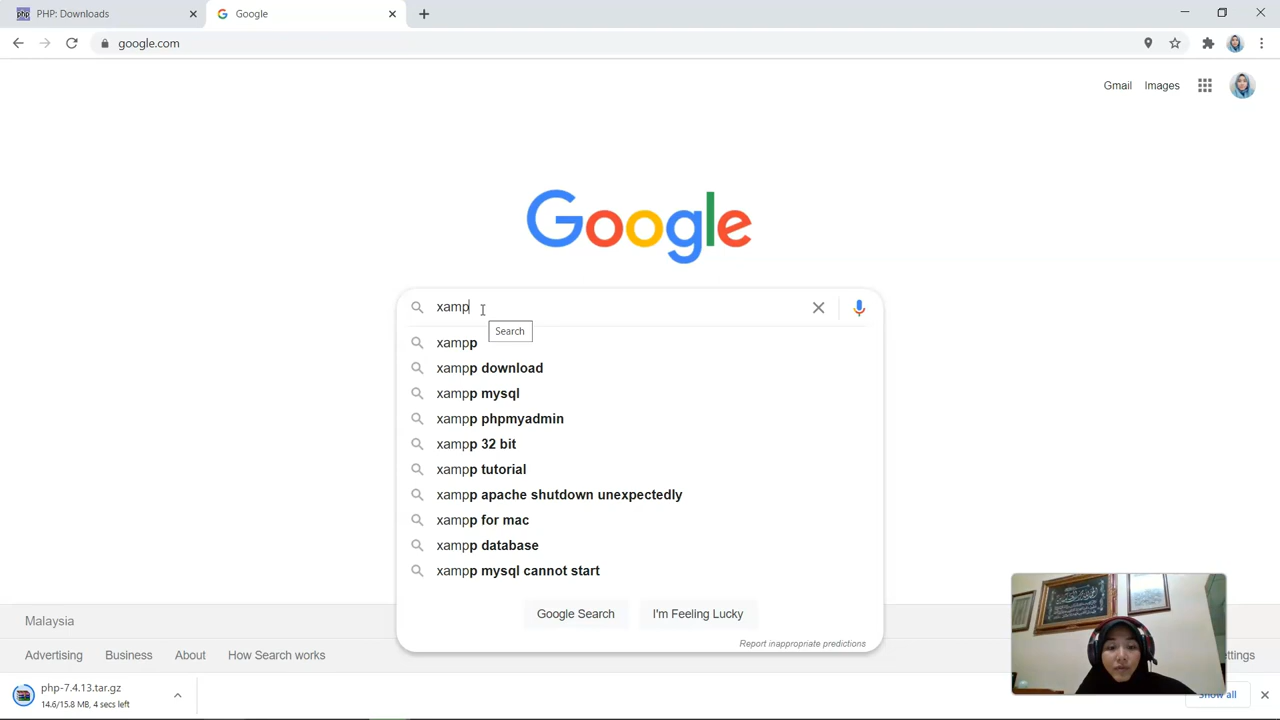 PHP: Downloads
Google
google.com
Gmail
Images
Google
xamp
Search
xampp
xampp download
xampp mysql
xampp phpmyadmin
xampp 32 bit
xampp tutorial
xampp apache shutdown unexpectedly
xampp for mac
xampp database
xampp mysql cannot start
Google Search
I'm Feeling Lucky
Report inappropriate predictions
Malaysia
Advertising
Business
About
How Search works
ettings
php-7.4.13.tar.gz
14.6/15.8 MB, 4 secs left
Show all